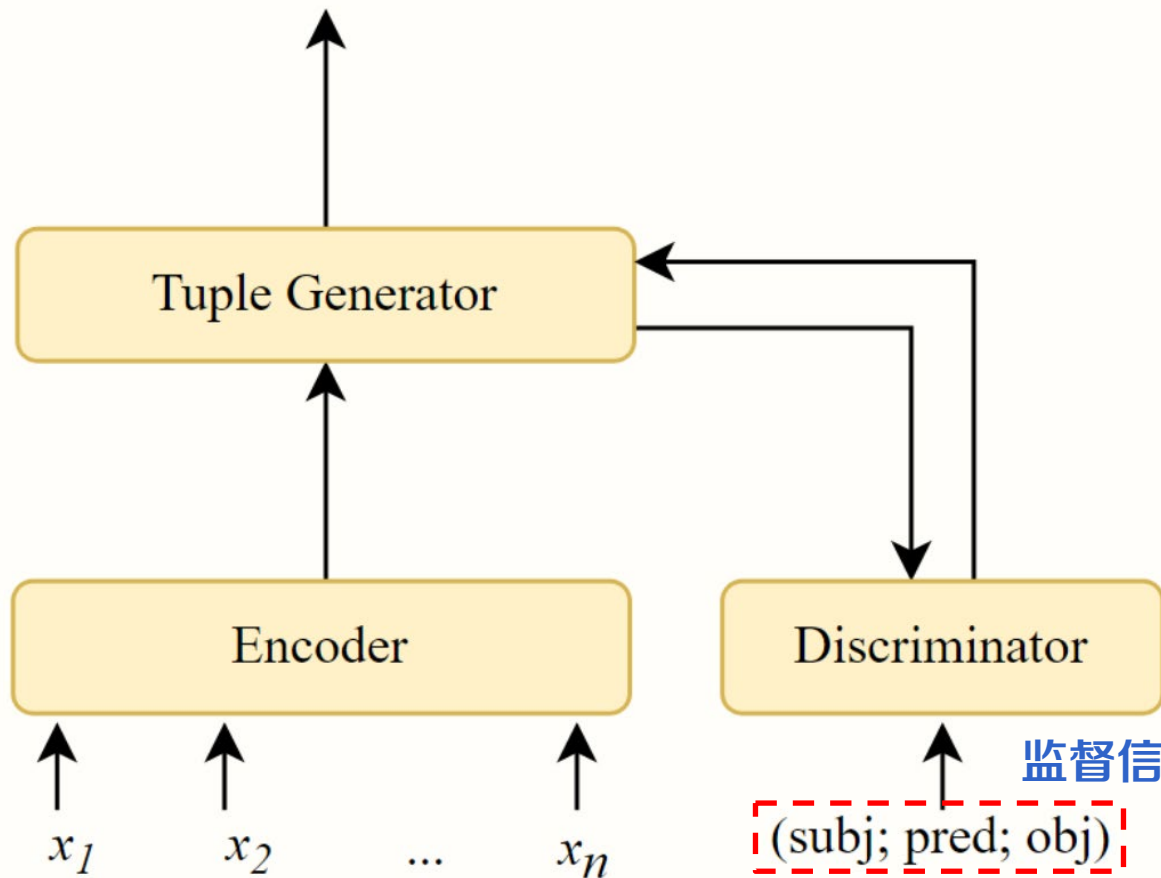 Tuple Generator
Encoder
Discriminator
监督信
x1 x2 ... xn
(subj; pred; obj)